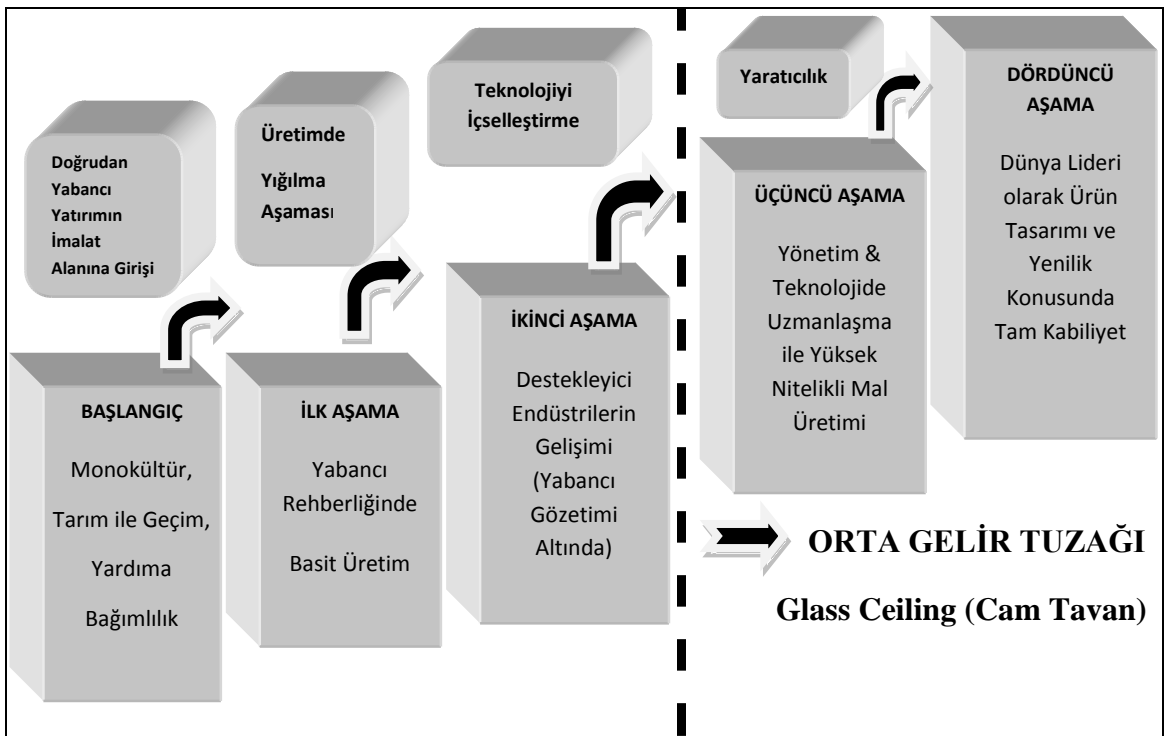 Doğrudan
Yabancı
Yatırımın
İmalat
Alanına Girişi
Üretimde
Yığılma
Aşaması
Teknolojiyi
İçselleştirme
Yaratıcılık
BAŞLANGIÇ
Monokültür,
Tarım ile Geçim,
Yardıma
Bağımlılık
İLK AŞAMA
Yabancı
Rehberliğinde
Basit Üretim
İKİNCİ AŞAMA
Destekleyici
Endüstrilerin
Gelişimi
(Yabancı
Gözetimi
Altında)
ÜÇÜNCÜ AŞAMA
Yönetim &
Teknolojide
Uzmanlaşma
ile Yüksek
Nitelikli Mal
Üretimi
DÖRDÜNCÜ
AŞAMA
Dünya Lideri
olarak Ürün
Tasarımı ve
Yenilik
Konusunda
Tam Kabiliyet
ORTA GELİR TUZAĞI
Glass Ceiling (Cam Tavan)